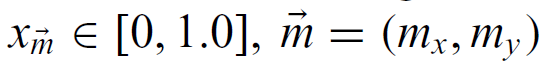 x_{\vec{m}} ∈ [0, 1.0], \vec{m} = (m_x, m_y)